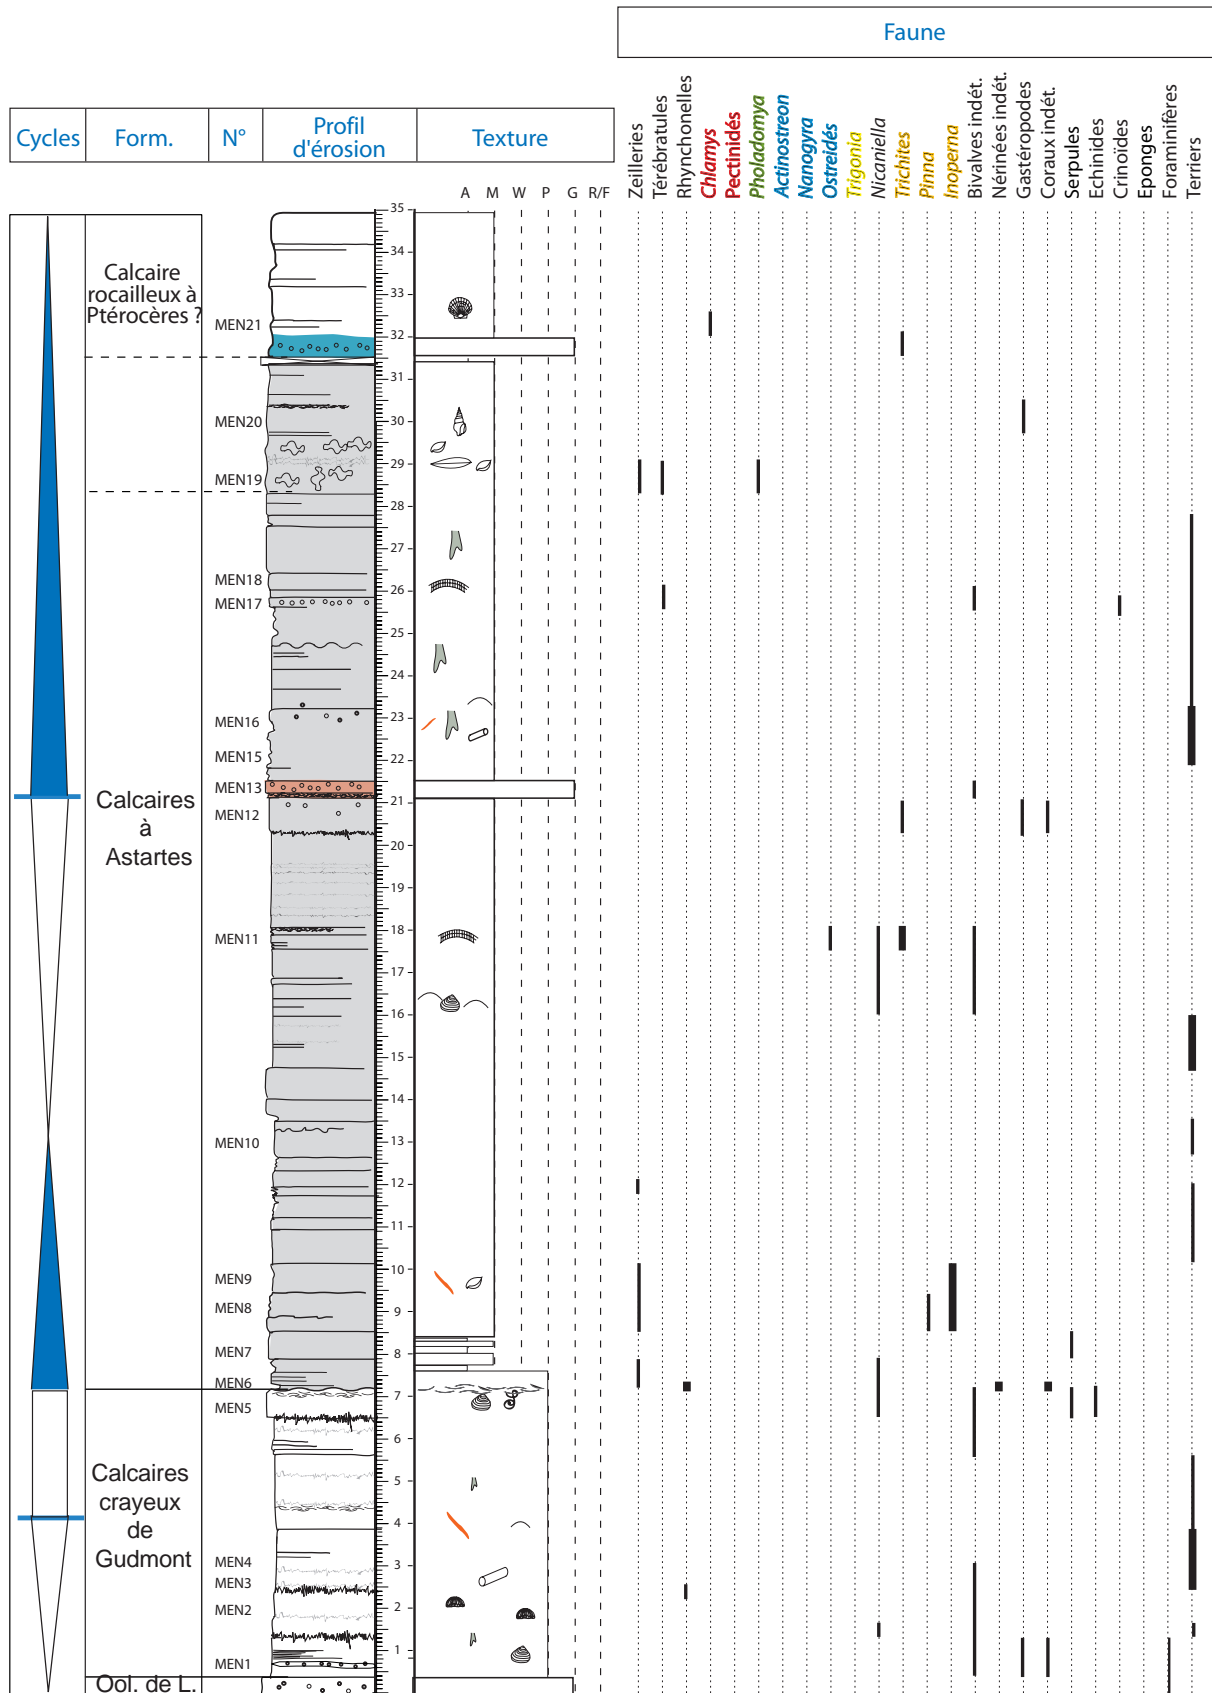 Faune
Cycles Form. N° Profil d'érosion Texture
Zeilleries
Térébratules
Rhynchonelles
Chlamys
Pectinidés
Pholadomya
Actinostreon
Nanogyra
Ostreidés
Trigonia
Nicaniella
Trichites
Pinna
Inoperna
Bivalves indét.
Nérinées indét.
Gastéropodes
Coraux indét.
Serpules
Echinides
Crinoides
Eponges
Foraminifères
Terriers
A M W P G R/F
35
34
Calcaire
rocailleux à
Ptérocères ?
33
MEN21
32
31
MEN20
30
29
MEN19
28
27
MEN18
26
MEN17
25
24
23
MEN16
22
MEN15
MEN13
21
MEN12
Calcaires
à
Astartes
20
19
18
MEN11
17
16
15
14
13
MEN10
12
11
10
MEN9
9
MEN8
8
MEN7
MEN6
7
MEN5
6
5
Calcaires
crayeux
de
Gudmont
4
3
MEN4
MEN3
2
MEN2
1
MEN1
Ool. de L.